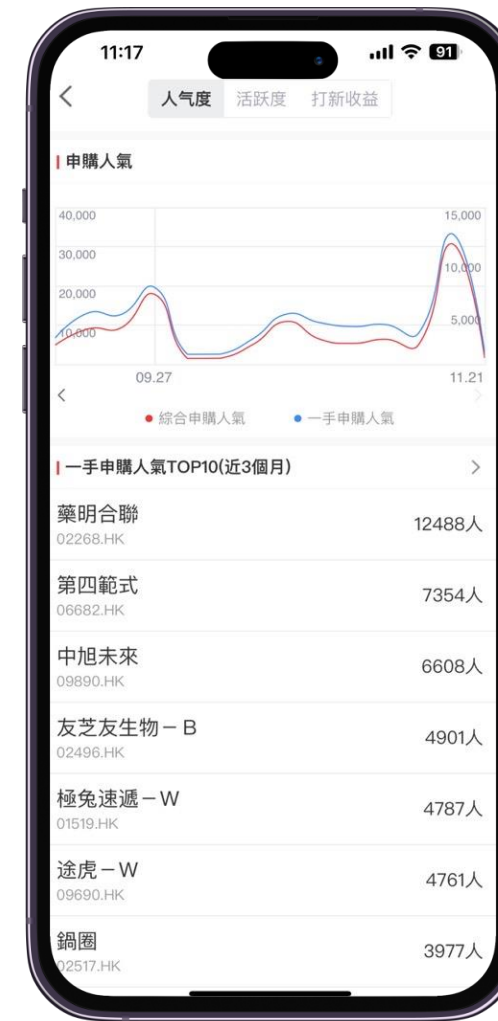 11:17
91
人气度 活跃度 打新收益
申購人氣
40,000 15,000
30,000
10,000
20,000
5,000
10,000
09.27 11.21
綜合申購人氣 一手申購人氣
一手申購人氣TOP10(近3個月)
藥明合聯
12488人
02268.HK
第四範式
7354人
06682.HK
中旭未來
6608人
09890.HK
友芝友生物－B
4901人
02496.HK
極兔速遞－W
4787人
01519.HK
途虎－W
4761人
09690.HK
鍋圈
3977人
02517.HK